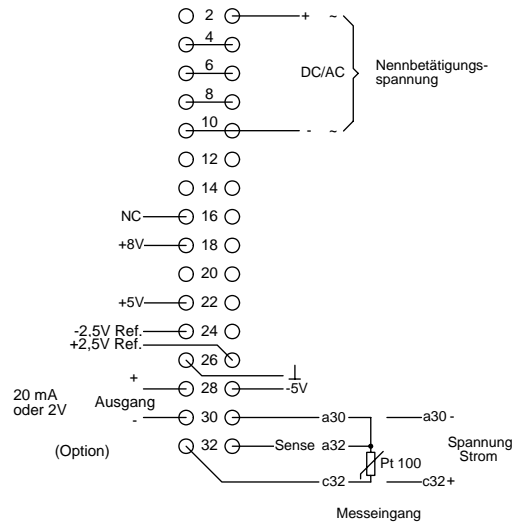 2 + ~
4
6 DC/AC Nennbetätigungs-
spannung
8
10 - ~
12
14
NC 16
+8V 18
20
+5V 22
-2,5V Ref. 24
+2,5V Ref.
26
+ 28 -5V
20 mA
oder 2V
Ausgang
- 30 a30 a30 -
(Option)
32 Sense a32
Spannung
Strom
Pt 100
c32 c32+
Messeingang